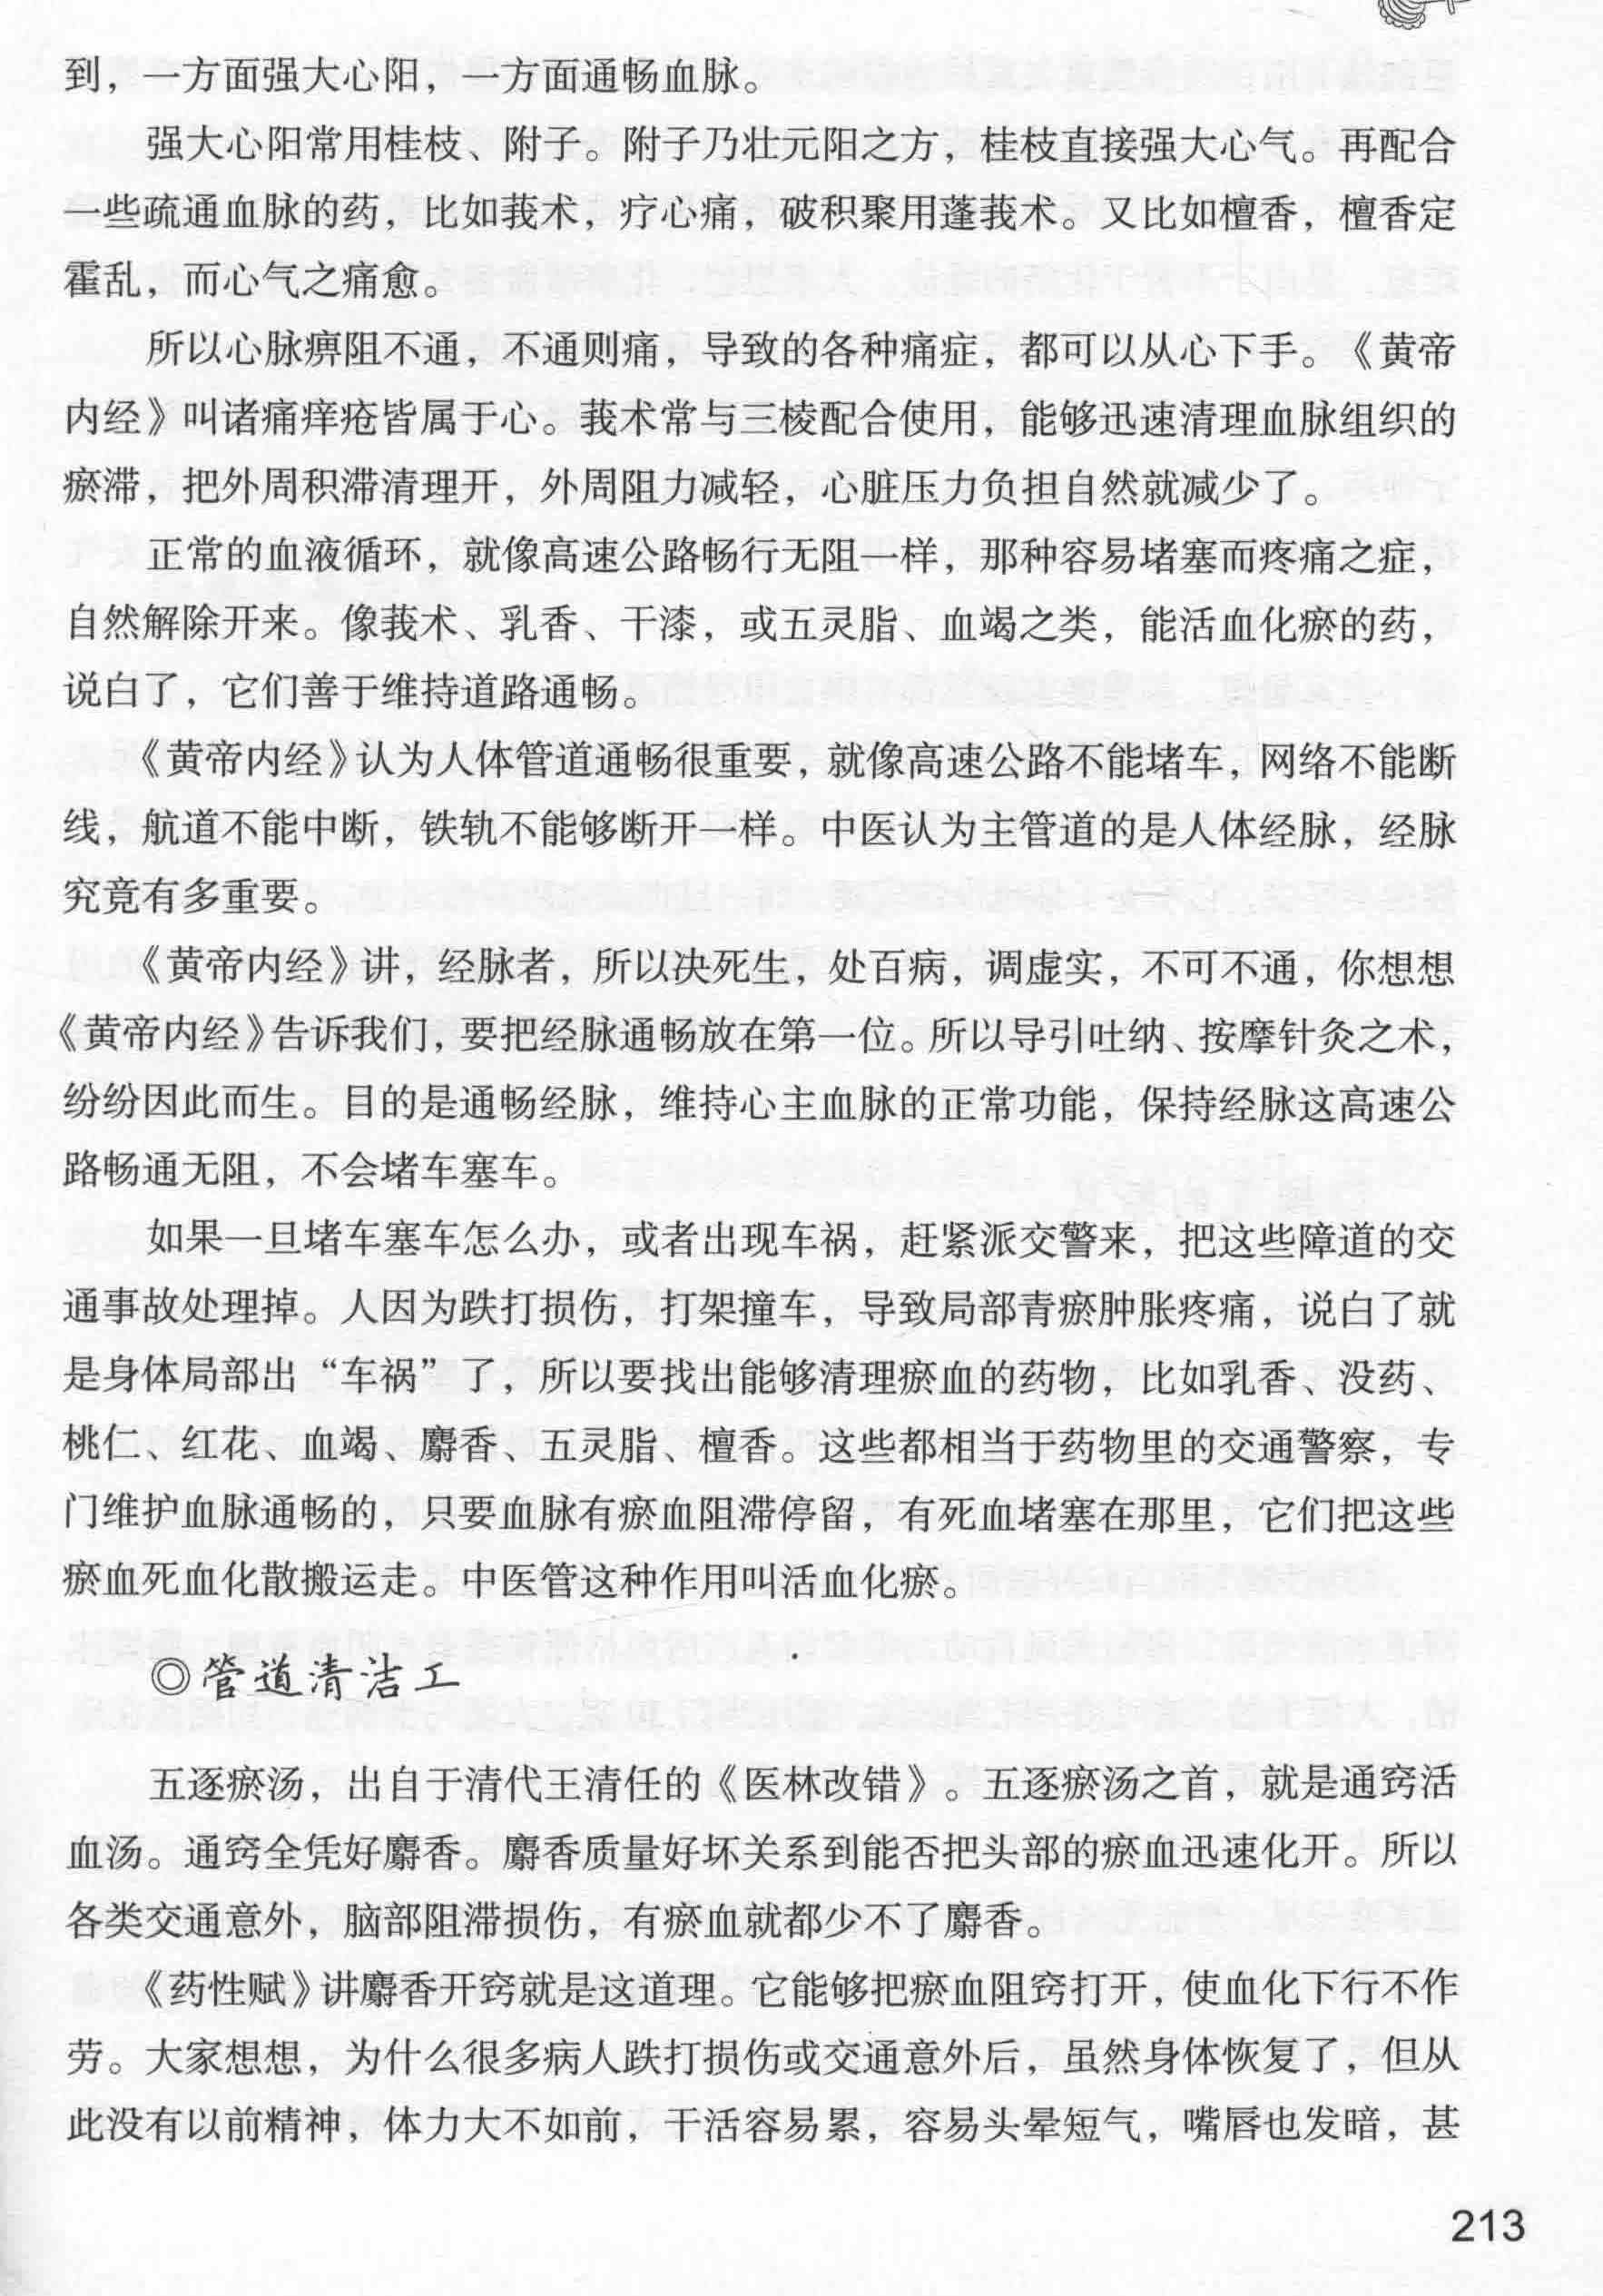 到，一方面强大心阳，一方面通畅血脉。
强大心阳常用桂枝、附子。附子乃壮元阳之方，桂枝直接强大心气。再配合
一些疏通血脉的药，比如莪术，疗心痛，破积聚用蓬莪术。又比如檀香，檀香定
霍乱，而心气之痛愈。
所以心脉痹阻不通，不通则痛，导致的各种痛症，都可以从心下手。《黄帝
内经》叫诸痛痒疮皆属于心。莪术常与三棱配合使用，能够迅速清理血脉组织的
瘀滞，把外周积滞清理开，外周阻力减轻，心脏压力负担自然就减少了。
正常的血液循环，就像高速公路畅行无阻一样，那种容易堵塞而疼痛之症，
自然解除开来。像莪术、乳香、干漆，或五灵脂、血竭之类，能活血化瘀的药，
说白了，它们善于维持道路通畅。
《黄帝内经》认为人体管道通畅很重要，就像高速公路不能堵车，网络不能断
线，航道不能中断，铁轨不能够断开一样。中医认为主管道的是人体经脉，经脉
究竟有多重要。
《黄帝内经》讲，经脉者，所以决死生，处百病，调虚实，不可不通，你想想
《黄帝内经》告诉我们，要把经脉通畅放在第一位。所以导引吐纳、按摩针灸之术，
纷纷因此而生。目的是通畅经脉，维持心主血脉的正常功能，保持经脉这高速公
路畅通无阻，不会堵车塞车。
如果一旦堵车塞车怎么办，或者出现车祸，赶紧派交警来，把这些障道的交
通事故处理掉。人因为跌打损伤，打架撞车，导致局部青瘀肿胀疼痛，说白了就
是身体局部出“车祸”了，所以要找出能够清理瘀血的药物，比如乳香、没药、
桃仁、红花、血竭、麝香、五灵脂、檀香。这些都相当于药物里的交通警察，专
门维护血脉通畅的，只要血脉有瘀血阻滞停留，有死血堵塞在那里，它们把这些
瘀血死血化散搬运走。中医管这种作用叫活血化瘀。
◎管道清洁工
五逐瘀汤，出自于清代王清任的《医林改错》。五逐瘀汤之首，就是通窍活
血汤。通窍全凭好麝香。麝香质量好坏关系到能否把头部的瘀血迅速化开。所以
各类交通意外，脑部阻滞损伤，有瘀血就都少不了麝香。
《药性赋》讲麝香开窍就是这道理。它能够把瘀血阻窍打开，使血化下行不作
劳。大家想想，为什么很多病人跌打损伤或交通意外后，虽然身体恢复了，但从
此没有以前精神，体力大不如前，干活容易累，容易头晕短气，嘴唇也发暗，甚
213